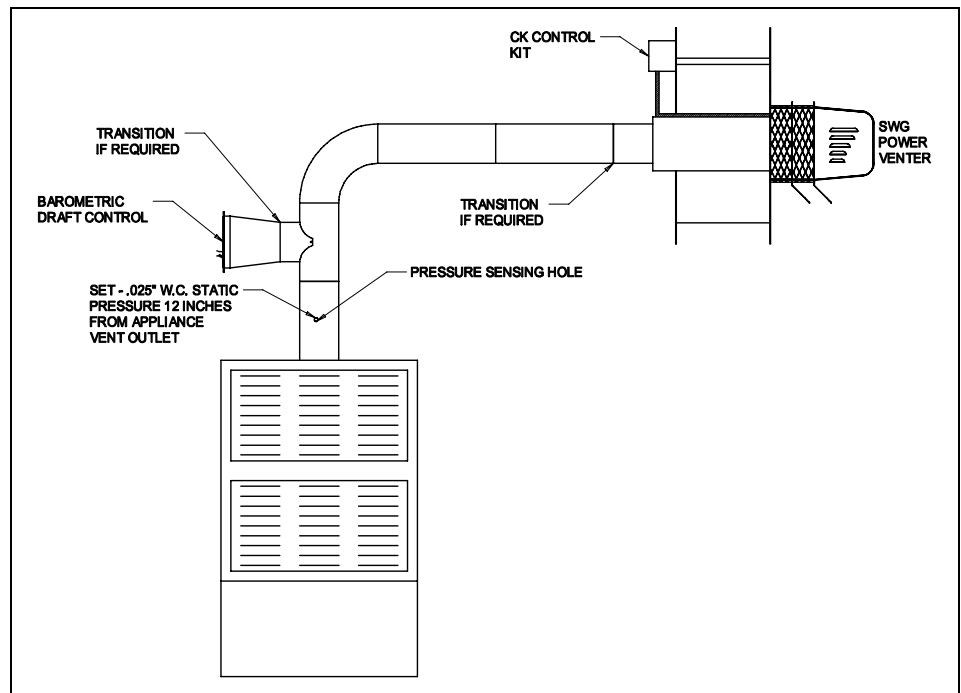 CK CONTROL
KIT
TRANSITION
IF REQUIRED
SWG
POWER
VENTER
BAROMETRIC
DRAFT CONTROL
TRANSITION
IF REQUIRED
PRESSURE SENSING HOLE
SET - .025" W.C. STATIC
PRESSURE 12 INCHES
FROM APPLIANCE
VENT OUTLET